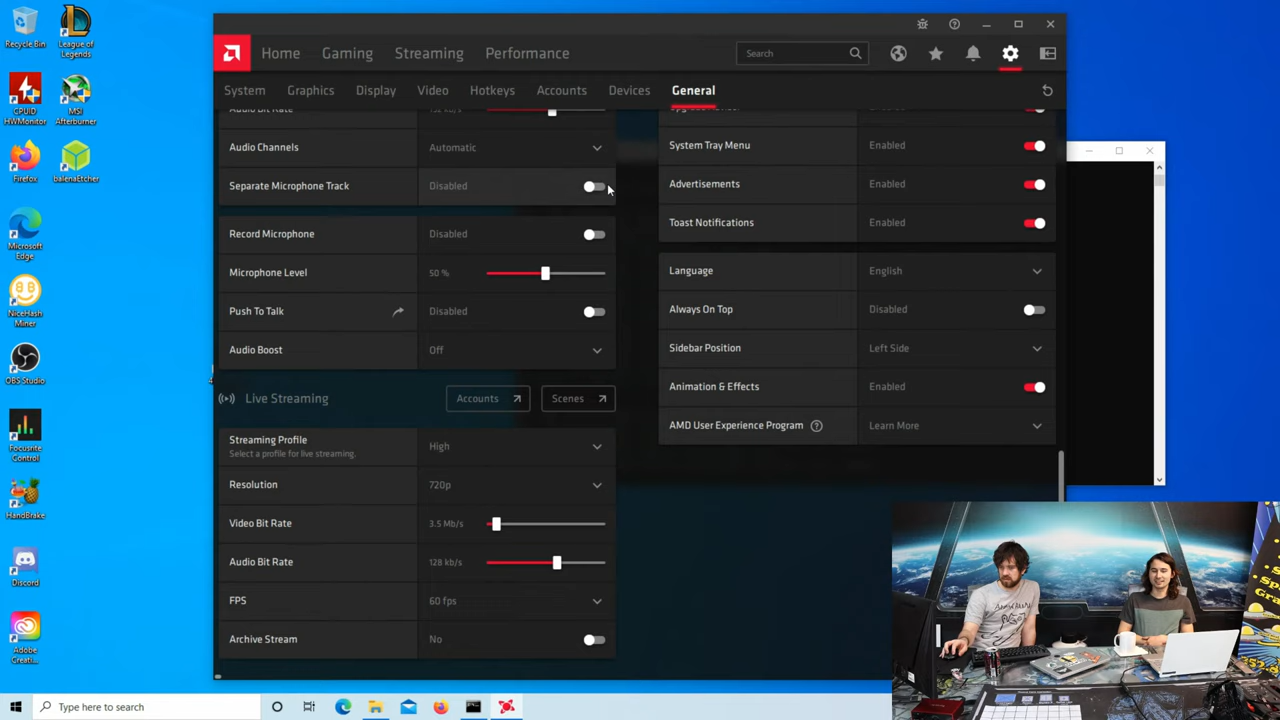 Recycle Bin
League of
Legends
CPUID
HWMonitor
MSI
Afterburner
Firefox
balenaEtcher
Microsoft
Edge
NiceHash
Miner
OBS Studio
Focusrite
Control
HandBrake
Discord
Adobe
Creati...
Home
Gaming
Streaming
Performance
Search
System
Graphics
Display
Video
Hotkeys
Accounts
Devices
General
Audio Bit Rate
Audio Channels
Automatic
Separate Microphone Track
Disabled
Record Microphone
Disabled
Microphone Level
50 %
Push To Talk
Disabled
Audio Boost
Off
Live Streaming
Accounts
Scenes
Streaming Profile
Select a profile for live streaming.
High
Resolution
720p
Video Bit Rate
3.5 Mb/s
Audio Bit Rate
128 kb/s
FPS
60 fps
Archive Stream
No
System Tray Menu
Enabled
Advertisements
Enabled
Toast Notifications
Enabled
Language
English
Always On Top
Disabled
Sidebar Position
Left Side
Animation & Effects
Enabled
AMD User Experience Program
Learn More
Type here to search